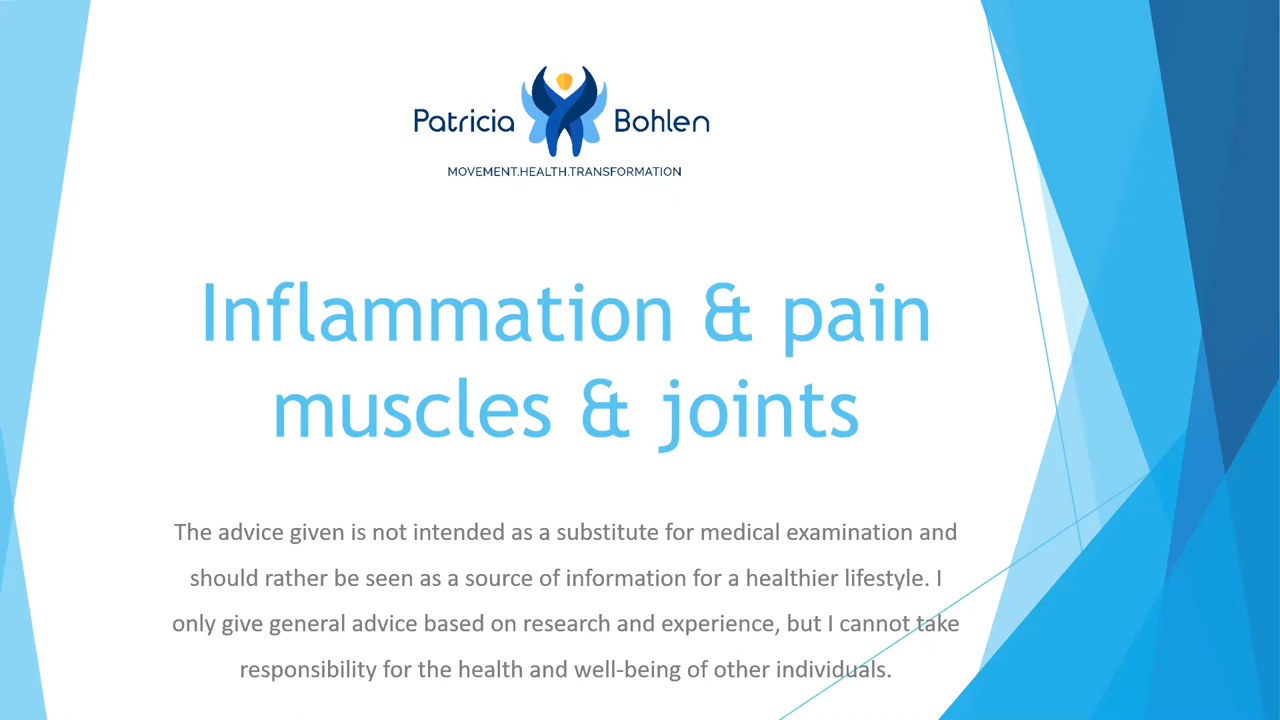 Patricia Bohlen
MOVEMENT.HEALTH.TRANSFORMATION
Inflammation & pain
muscles & joints
The advice given is not intended as a substitute for medical examination and
should rather be seen as a source of information for a healthier lifestyle. I
only give general advice based on research and experience, but I cannot take
responsibility for the health and well-being of other individuals.